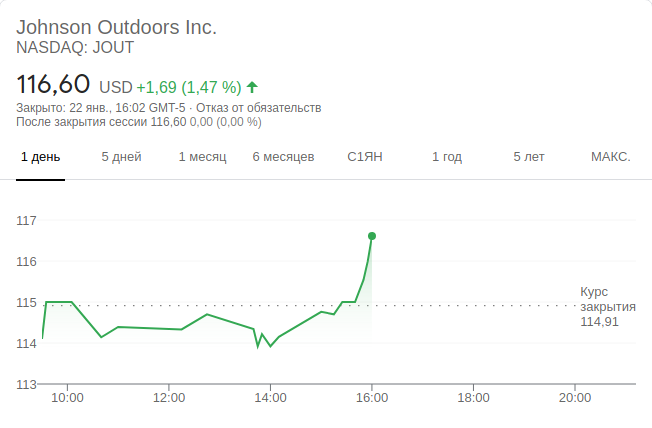 Johnson Outdoors Inc.
NASDAQ: JOUT
116,60 USD +1,69 (1,47 %)
Закрыто: 22 янв., 16:02 GMT-5 · Отказ от обязательств
После закрытия сессии 116,60 0,00 (0,00 %)
1 день 5 дней 1 месяц 6 месяцев С1ЯН 1 год 5 лет МАКС.
117
116
115
114
113
Курс
закрытия
114,91
10:00 12:00 14:00 16:00 18:00 20:00